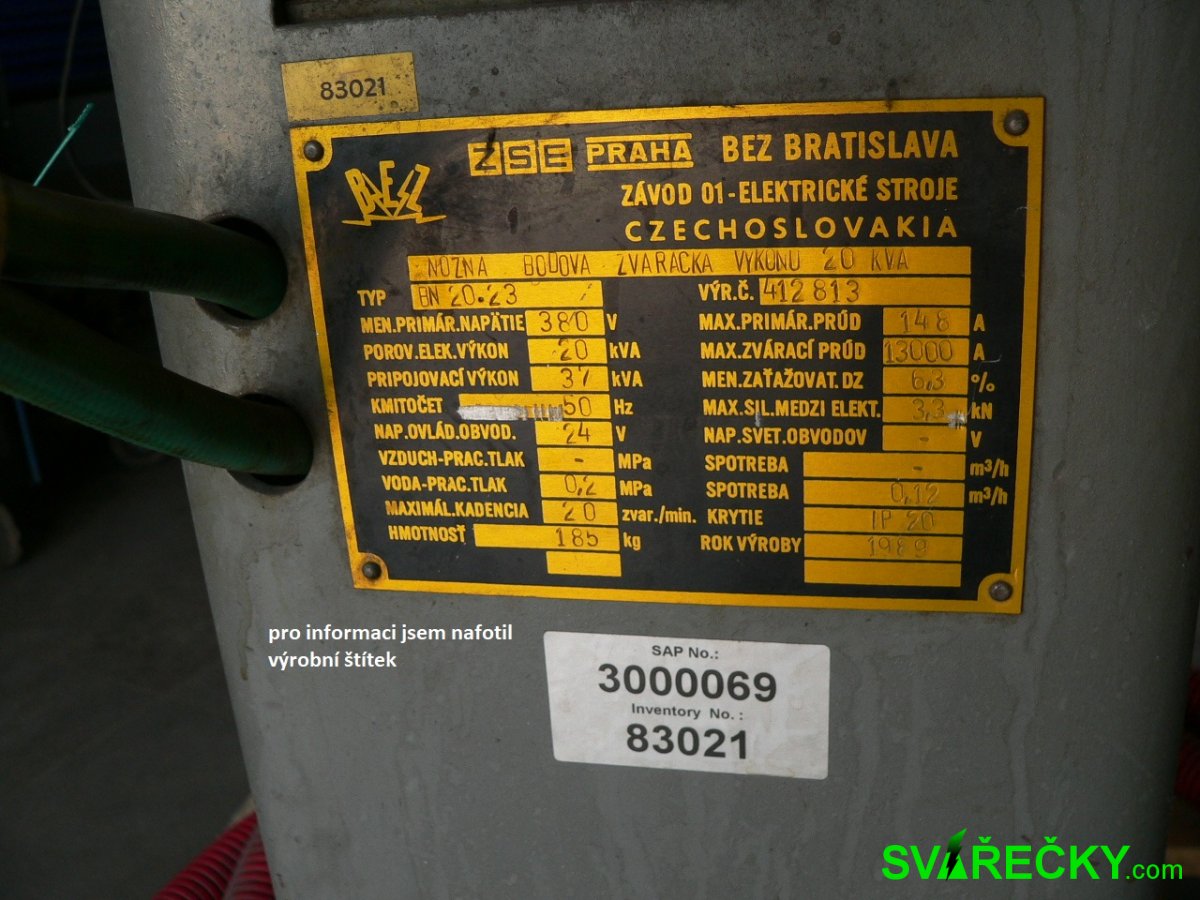 83021
ZSE PRAHA BEZ BRATISLAVA
ZÁVOD 01-ELEKTRICKÉ STROJE
CZECHOSLOVAKIA
NOZNA BODOVA ZVARACKA VYKONU 20 KVA
TYP BN 20.23 VÝR.Č. 412 813
MEN.PRIMÁR.NAPÄTIE 380 V MAX.PRIMÁR.PRÚD 148 A
POROV.ELEK.VÝKON 20 kVA MAX.ZVÁRACÍ PRÚD 13000 A
PRIPOJOVACÍ VÝKON 37 kVA MEN.ZAŤAŽOVAT.DZ 6,3 %
KMITOČET 50 Hz MAX.SIL.MEDZI ELEKT. 3,3 kN
NAP.OVLÁD.OBVOD. 24 V NAP.SVET.OBVODOV - V
VZDUCH-PRAC.TLAK - MPa SPOTREBA - m³/h
VODA-PRAC.TLAK 0,2 MPa SPOTREBA 0,12 m³/h
MAXIMÁL.KADENCIA 20 zvar./min. KRYTIE IP 20
HMOTNOSŤ 185 kg ROK VÝROBY 1989
pro informaci jsem nafotil
výrobní štítek
SAP No.:
3000069
Inventory No. :
83021
SVÁŘEČKY.com